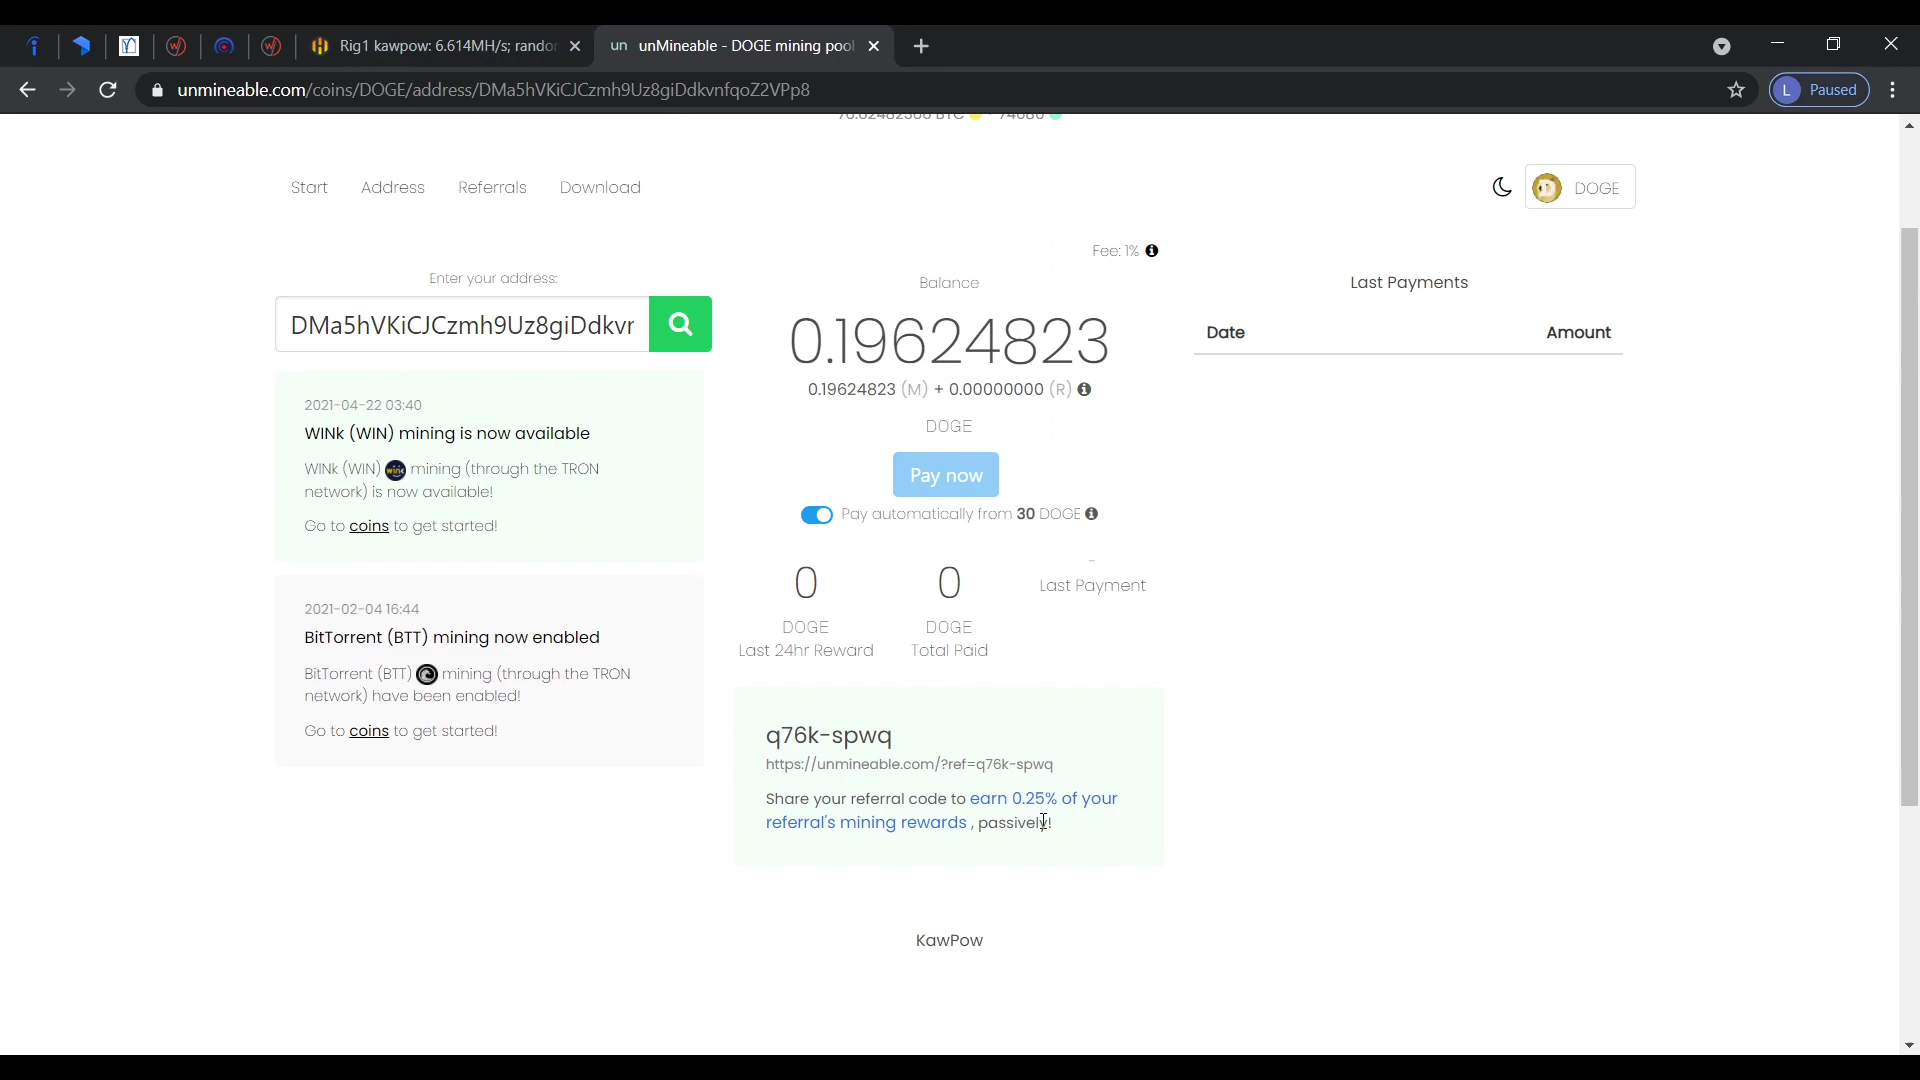 Rig1 kawpow: 6.614MH/s; randor
un unMineable - DOGE mining pool
unmineable.com/coins/DOGE/address/DMa5hVKiCJCzmh9Uz8giDdkvnfqoZ2VPp8
L Paused
Start Address Referrals Download
DOGE
Fee: 1%
Enter your address:
Balance
Last Payments
DMa5hVKiCJCzmh9Uz8giDdkvr
0.19624823
Date Amount
0.19624823 (M) + 0.00000000 (R)
DOGE
Pay now
Pay automatically from 30 DOGE
2021-04-22 03:40
WINk (WIN) mining is now available
WINk (WIN) mining (through the TRON
network) is now available!
Go to coins to get started!
0
DOGE
Last 24hr Reward
0
DOGE
Total Paid
-
Last Payment
2021-02-04 16:44
BitTorrent (BTT) mining now enabled
BitTorrent (BTT) mining (through the TRON
network) have been enabled!
Go to coins to get started!
q76k-spwq
https://unmineable.com/?ref=q76k-spwq
Share your referral code to earn 0.25% of your
referral's mining rewards , passively!
KawPow